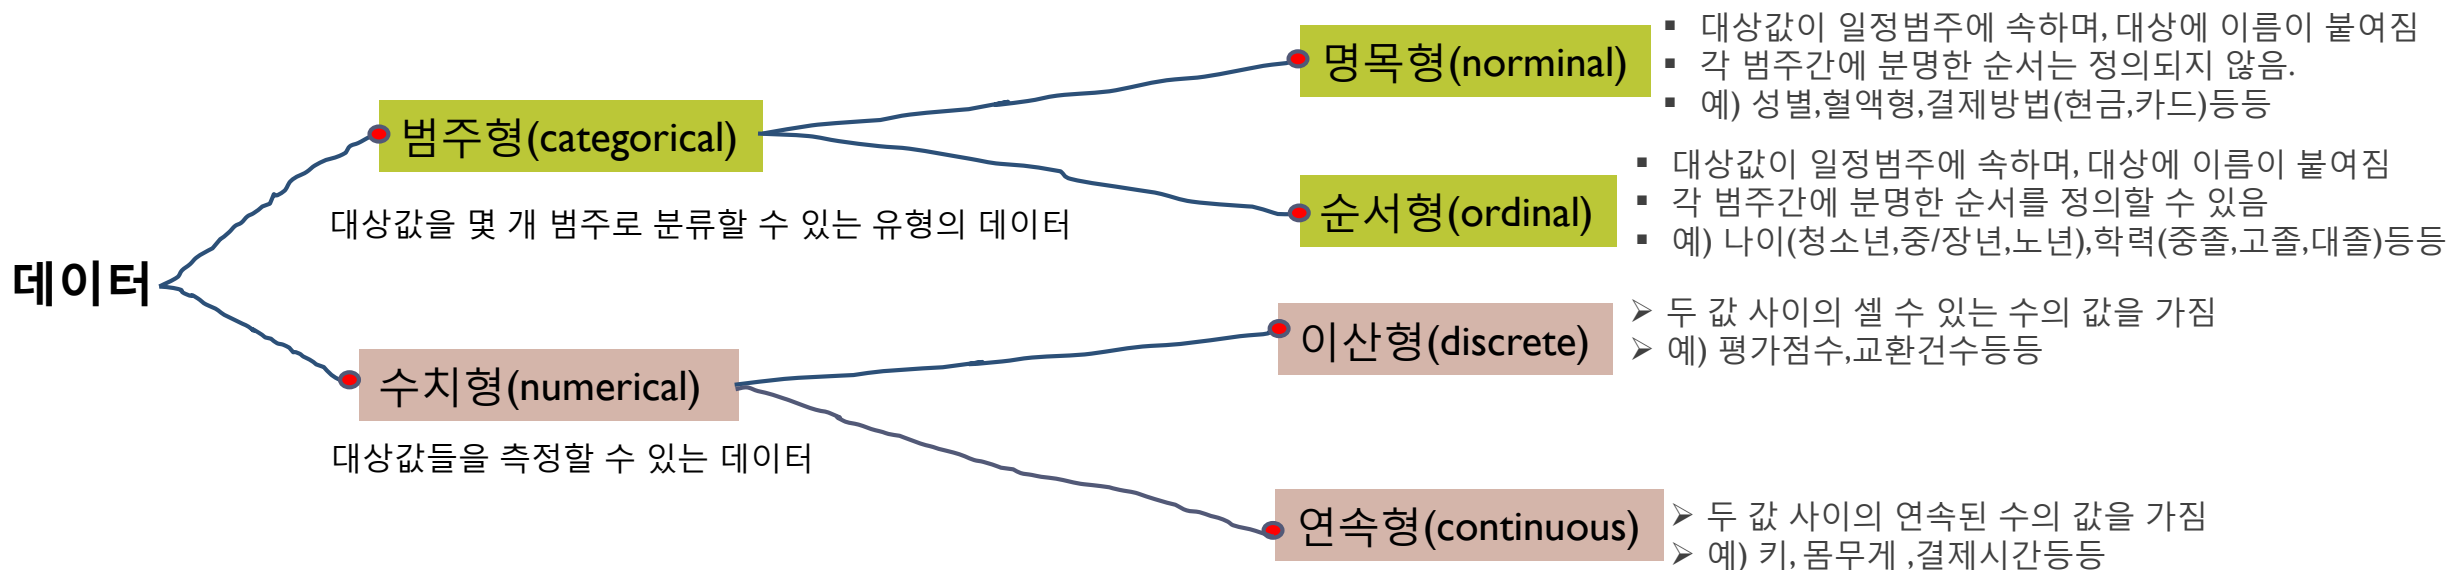 데이터
범주형(categorical)
대상값을 몇 개 범주로 분류할 수 있는 유형의 데이터
명목형(norminal)
▪ 대상값이 일정범주에 속하며, 대상에 이름이 붙여짐
▪ 각 범주간에 분명한 순서는 정의되지 않음.
▪ 예) 성별,혈액형,결제방법(현금,카드)등등
순서형(ordinal)
▪ 대상값이 일정범주에 속하며, 대상에 이름이 붙여짐
▪ 각 범주간에 분명한 순서를 정의할 수 있음
▪ 예) 나이(청소년,중/장년,노년),학력(중졸,고졸,대졸)등등
수치형(numerical)
대상값들을 측정할 수 있는 데이터
이산형(discrete)
➢ 두 값 사이의 셀 수 있는 수의 값을 가짐
➢ 예) 평가점수,교환건수등등
연속형(continuous)
➢ 두 값 사이의 연속된 수의 값을 가짐
➢ 예) 키, 몸무게 ,결제시간등등